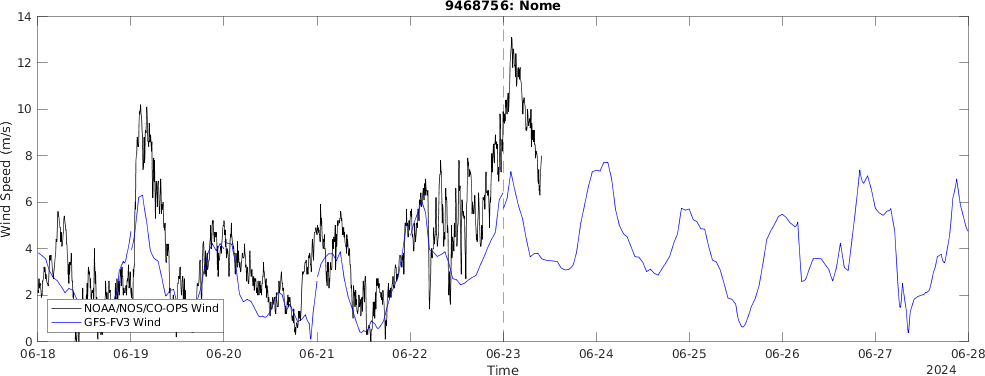 9468756: Nome
14
12
10
8
6
4
2
0
Wind Speed (m/s)
NOAA/NOS/CO-OPS Wind
GFS-FV3 Wind
06-18 06-19 06-20 06-21 06-22 06-23 06-24 06-25 06-26 06-27 06-28
Time
2024